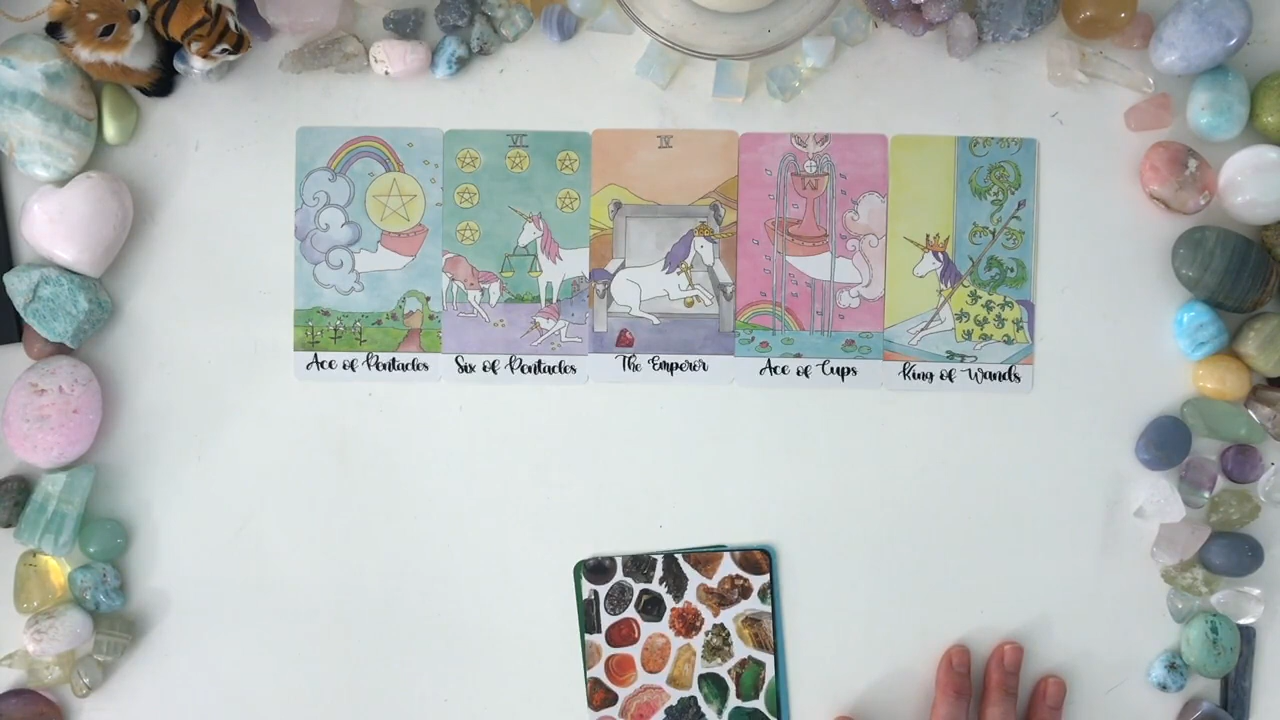 VI
IV
Ace of Pentacles
Six of Pentacles
The Emperor
Ace of Cups
King of Wands